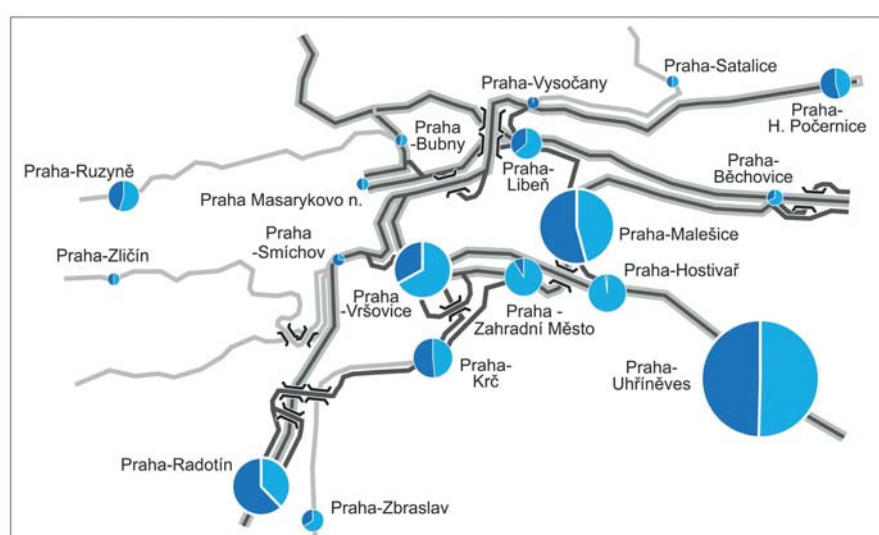 Praha-Satalice
Praha-Vysočany
Praha-
H. Počernice
Praha
-Bubny
Praha-
Libeň
Praha-Ruzyně
Praha-
Běchovice
Praha Masarykovo n.
Praha
-Smíchov
Praha-Malešice
Praha-Zličín
Praha-Hostivař
Praha
-Vršovice
Praha -
Zahradní Město
Praha-
Krč
Praha-
Uhříněves
Praha-Radotín
Praha-Zbraslav